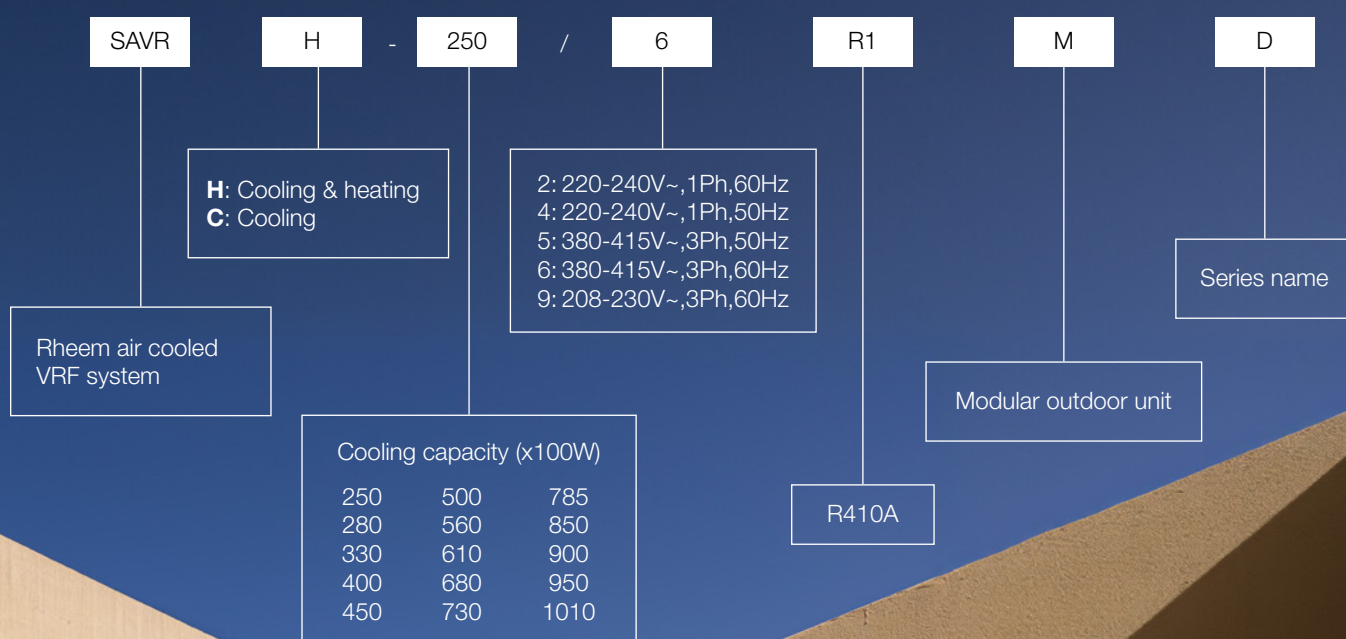 SAVR H - 250 / 6 R1 M D
H: Cooling & heating
C: Cooling
2: 220-240V~,1Ph,60Hz
4: 220-240V~,1Ph,50Hz
5: 380-415V~,3Ph,50Hz
6: 380-415V~,3Ph,60Hz
9: 208-230V~,3Ph,60Hz
Series name
Rheem air cooled
VRF system
Modular outdoor unit
Cooling capacity (x100W)
250 500 785
280 560 850
330 610 900
400 680 950
450 730 1010
R410A